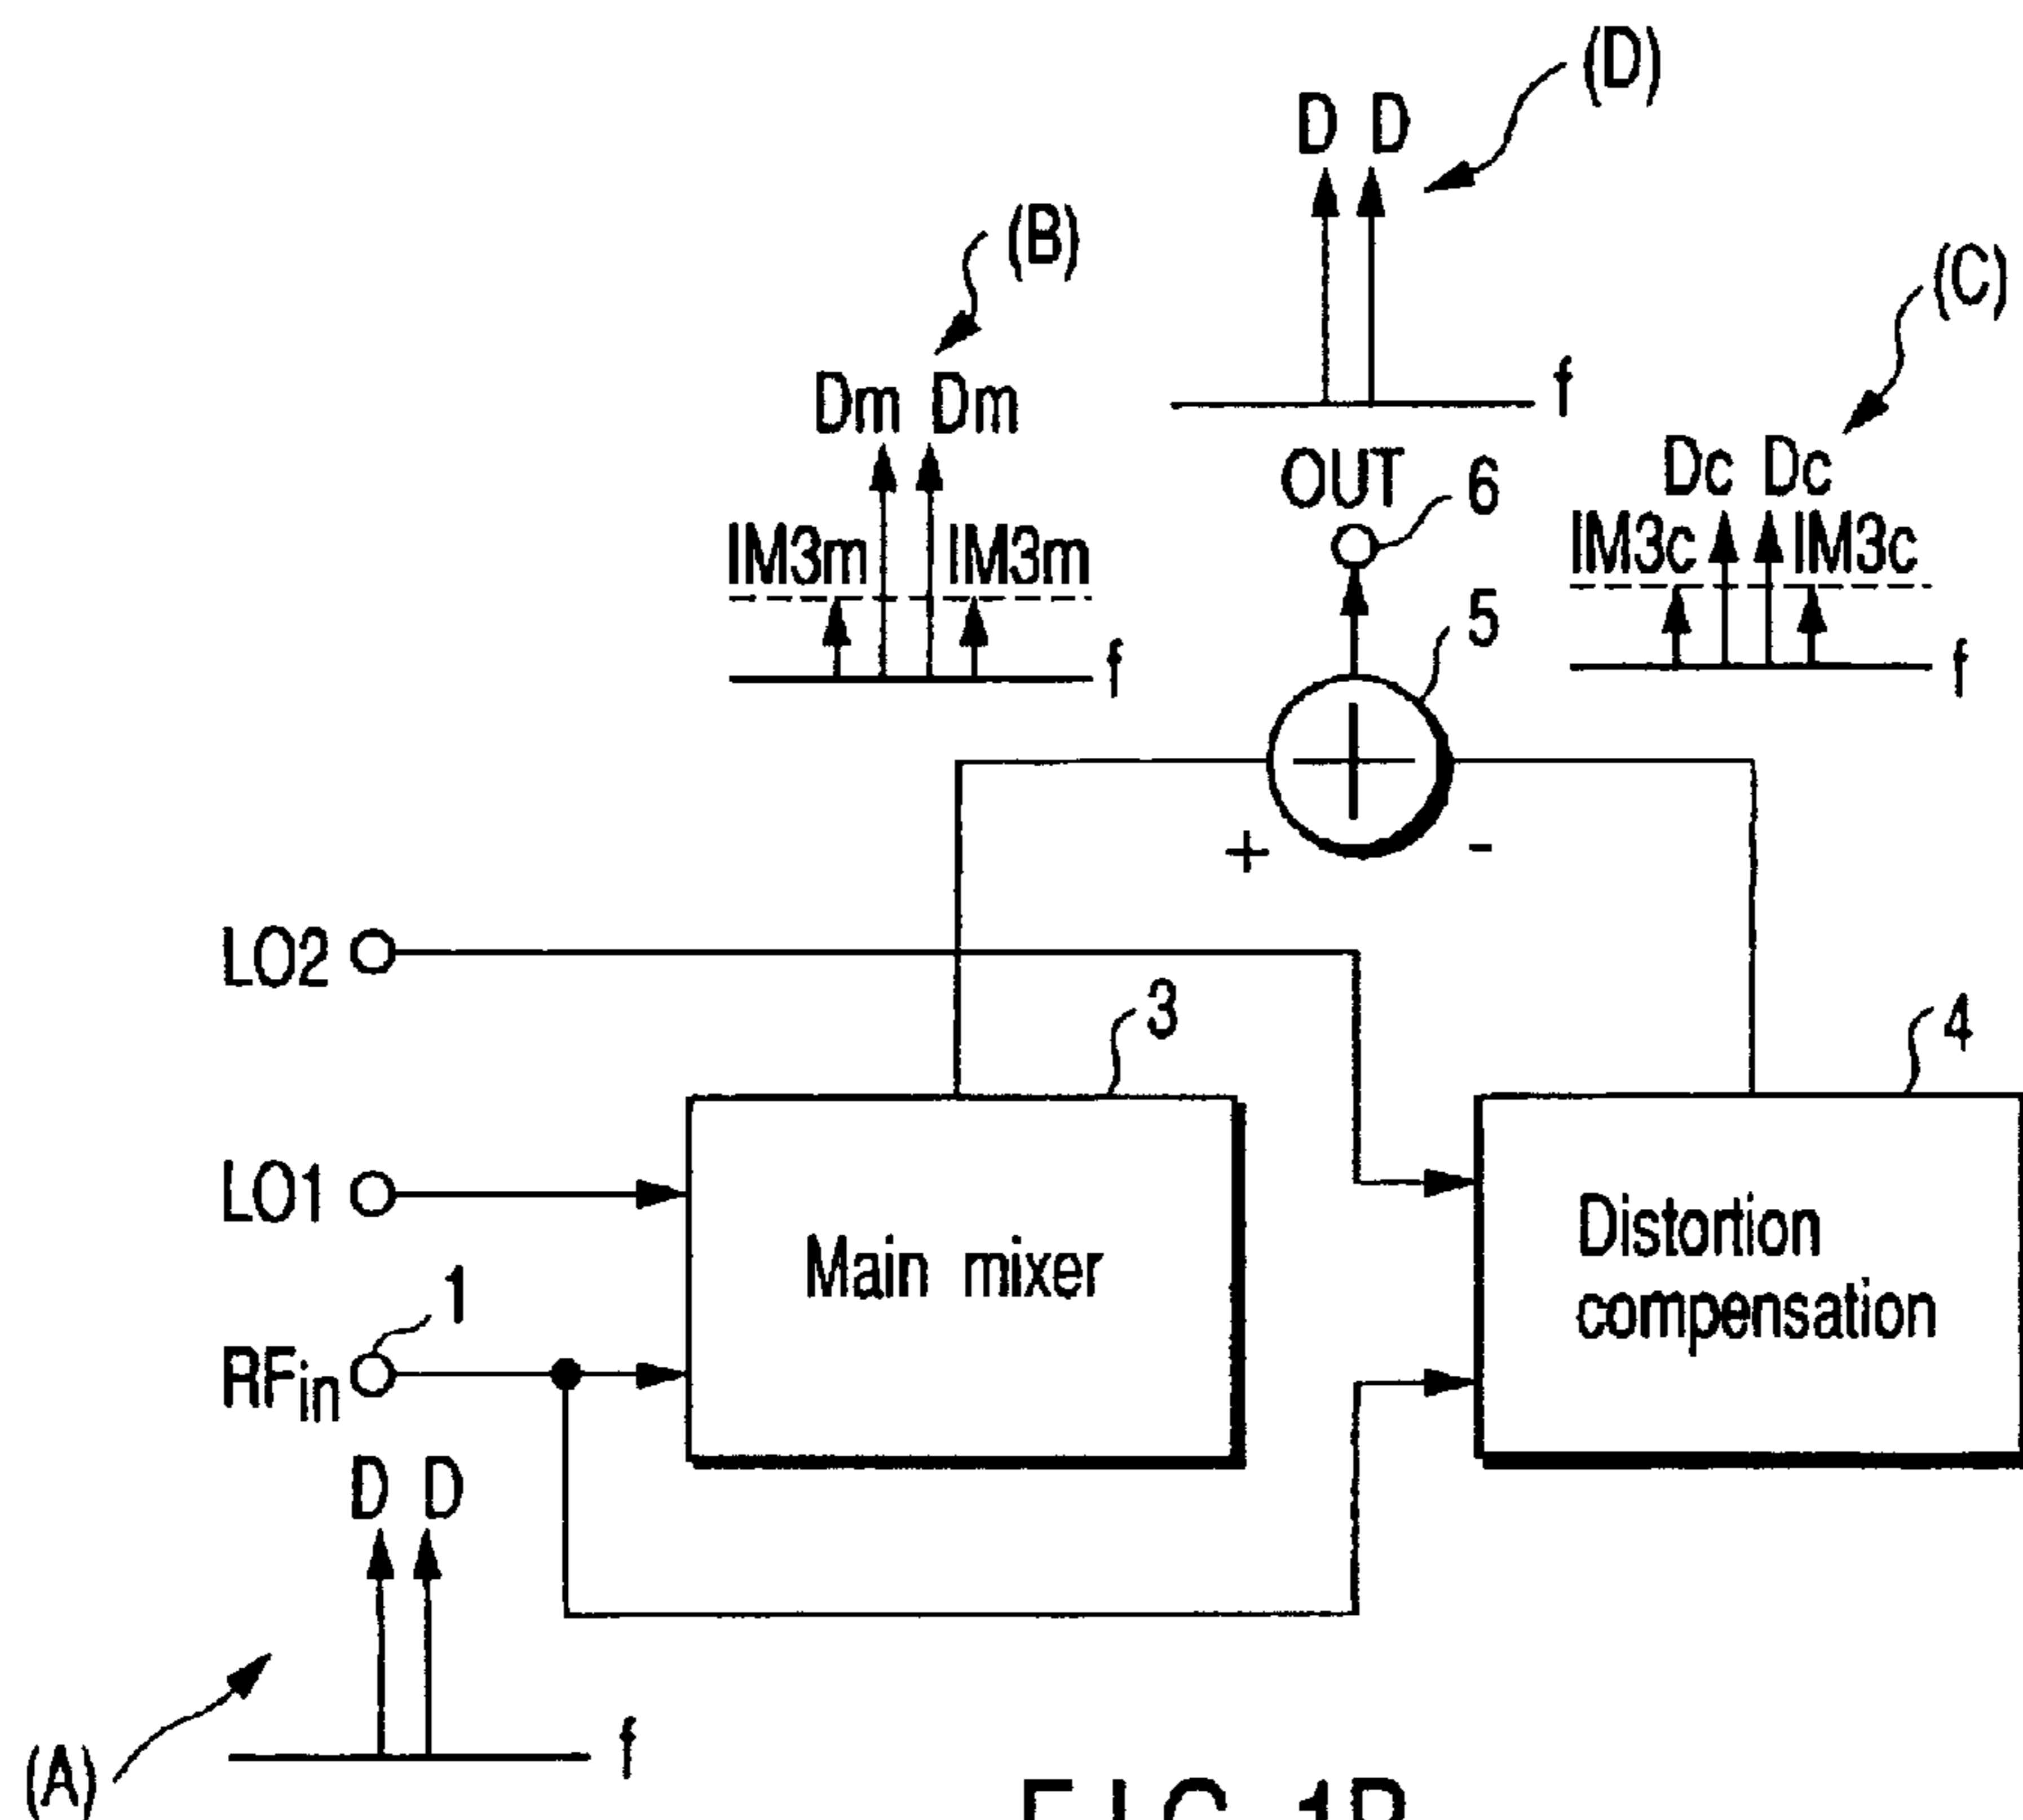 (D)
D D
(B)
(C)
Dm Dm
f
Dc Dc
OUT 6
IM3m IM3m
IM3c IM3c
5
f
f
+ -
LO2
3
4
LO1
Main mixer
Distortion
compensation
1
RFin
D D
f
(A)